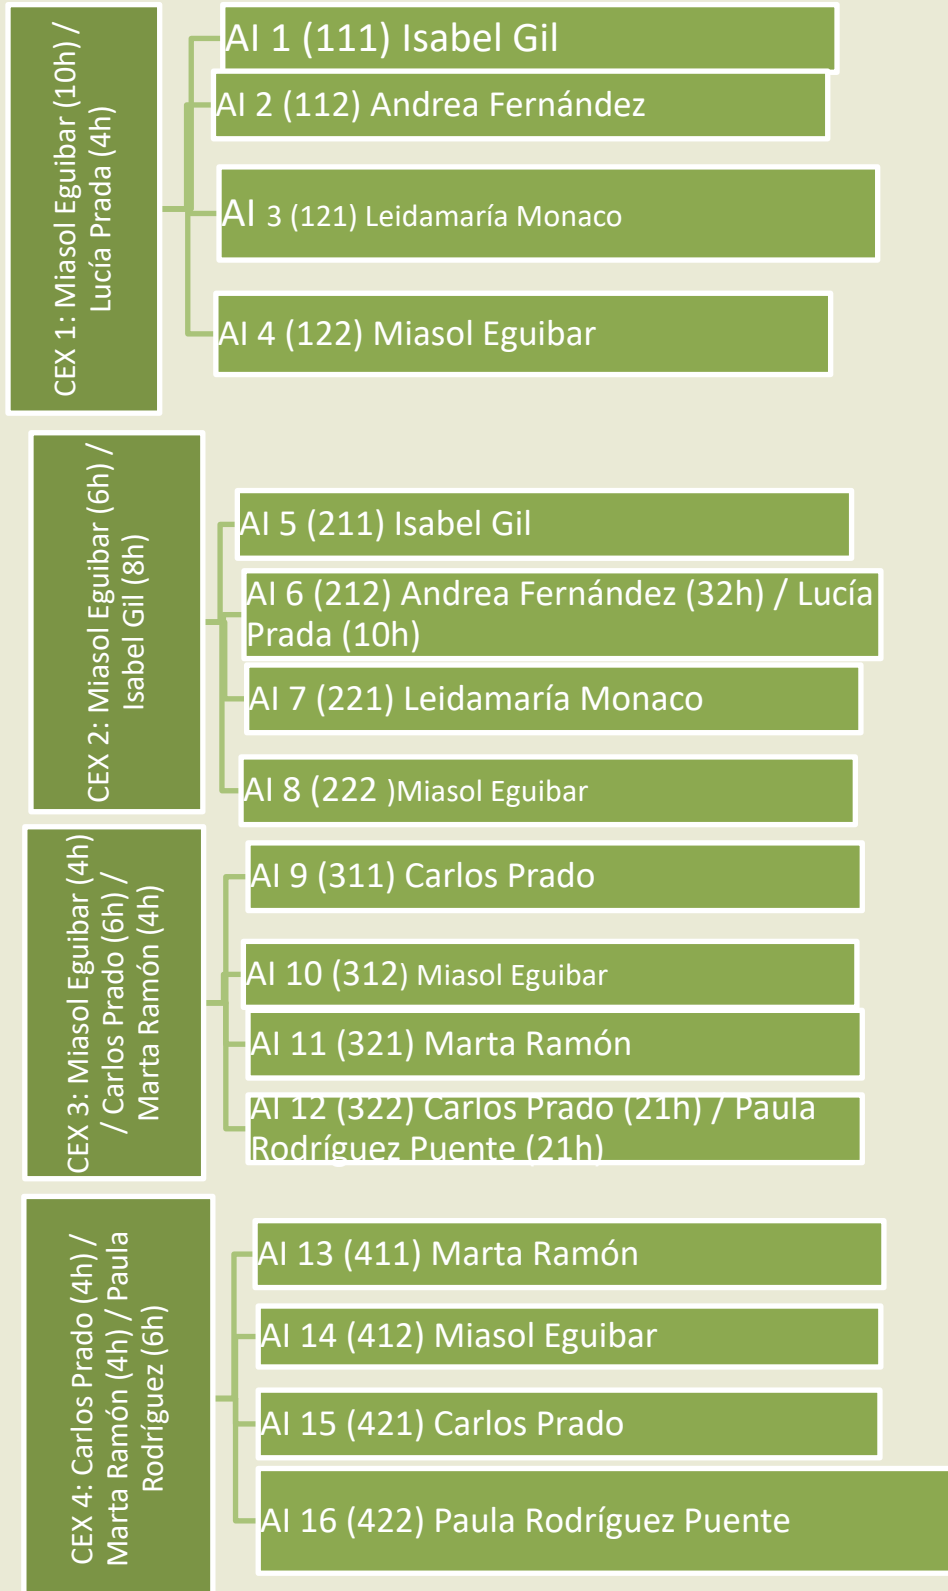 CEX 1: Miasol Eguibar (10h) /
Lucía Prada (4h)
AI 1 (111) Isabel Gil
AI 2 (112) Andrea Fernández
AI 3 (121) Leidamaría Monaco
AI 4 (122) Miasol Eguibar
CEX 2: Miasol Eguibar (6h) /
Isabel Gil (8h)
AI 5 (211) Isabel Gil
AI 6 (212) Andrea Fernández (32h) / Lucía
Prada (10h)
AI 7 (221) Leidamaría Monaco
AI 8 (222 )Miasol Eguibar
CEX 3: Miasol Eguibar (4h)
/ Carlos Prado (6h) /
Marta Ramón (4h)
AI 9 (311) Carlos Prado
AI 10 (312) Miasol Eguibar
AI 11 (321) Marta Ramón
AI 12 (322) Carlos Prado (21h) / Paula
Rodríguez Puente (21h)
CEX 4: Carlos Prado (4h) /
Marta Ramón (4h) / Paula
Rodríguez (6h)
AI 13 (411) Marta Ramón
AI 14 (412) Miasol Eguibar
AI 15 (421) Carlos Prado
AI 16 (422) Paula Rodríguez Puente